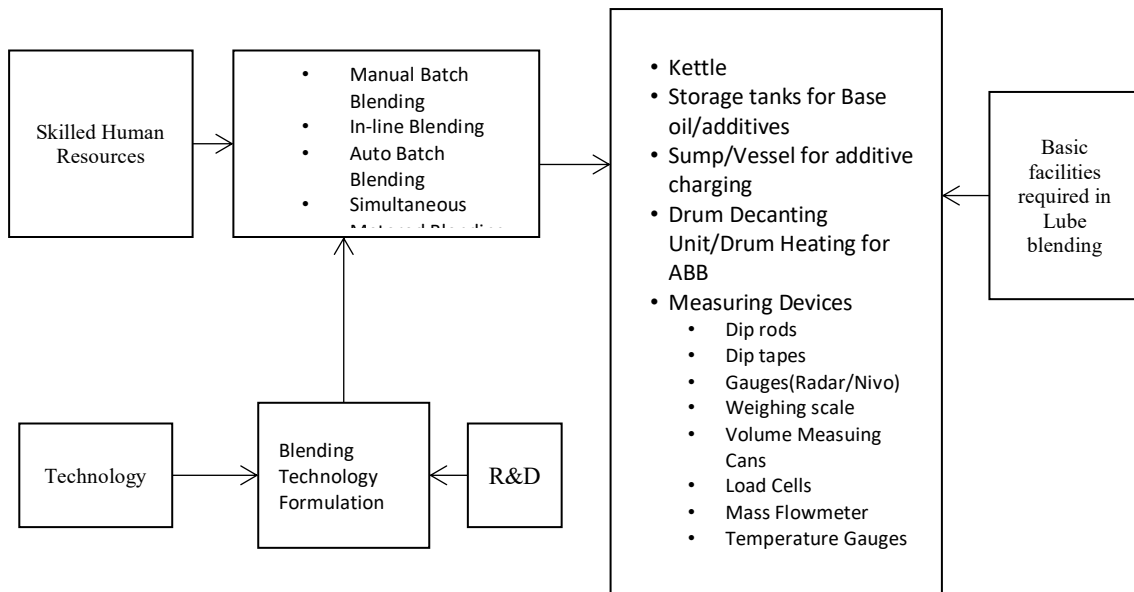 Skilled Human
Resources
• Manual Batch
Blending
• In-line Blending
• Auto Batch
Blending
• Simultaneous
• Kettle
• Storage tanks for Base
oil/additives
• Sump/Vessel for additive
charging
• Drum Decanting
Unit/Drum Heating for
ABB
• Measuring Devices
• Dip rods
• Dip tapes
• Gauges(Radar/Nivo)
• Weighing scale
• Volume Measuing
Cans
• Load Cells
• Mass Flowmeter
• Temperature Gauges
Basic
facilities
required in
Lube
blending
Technology
Blending
Technology
Formulation
R&D